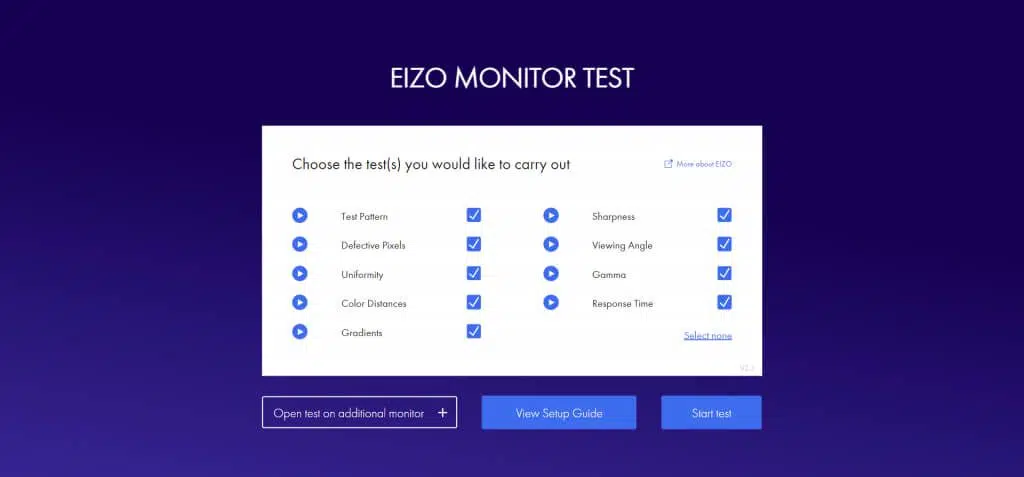 EIZO MONITOR TEST
Choose the test(s) you would like to carry out
More about EIZO
Test Pattern
Sharpness
Defective Pixels
Viewing Angle
Uniformity
Gamma
Color Distances
Response Time
Gradients
Select none
Open test on additional monitor +
View Setup Guide
Start test